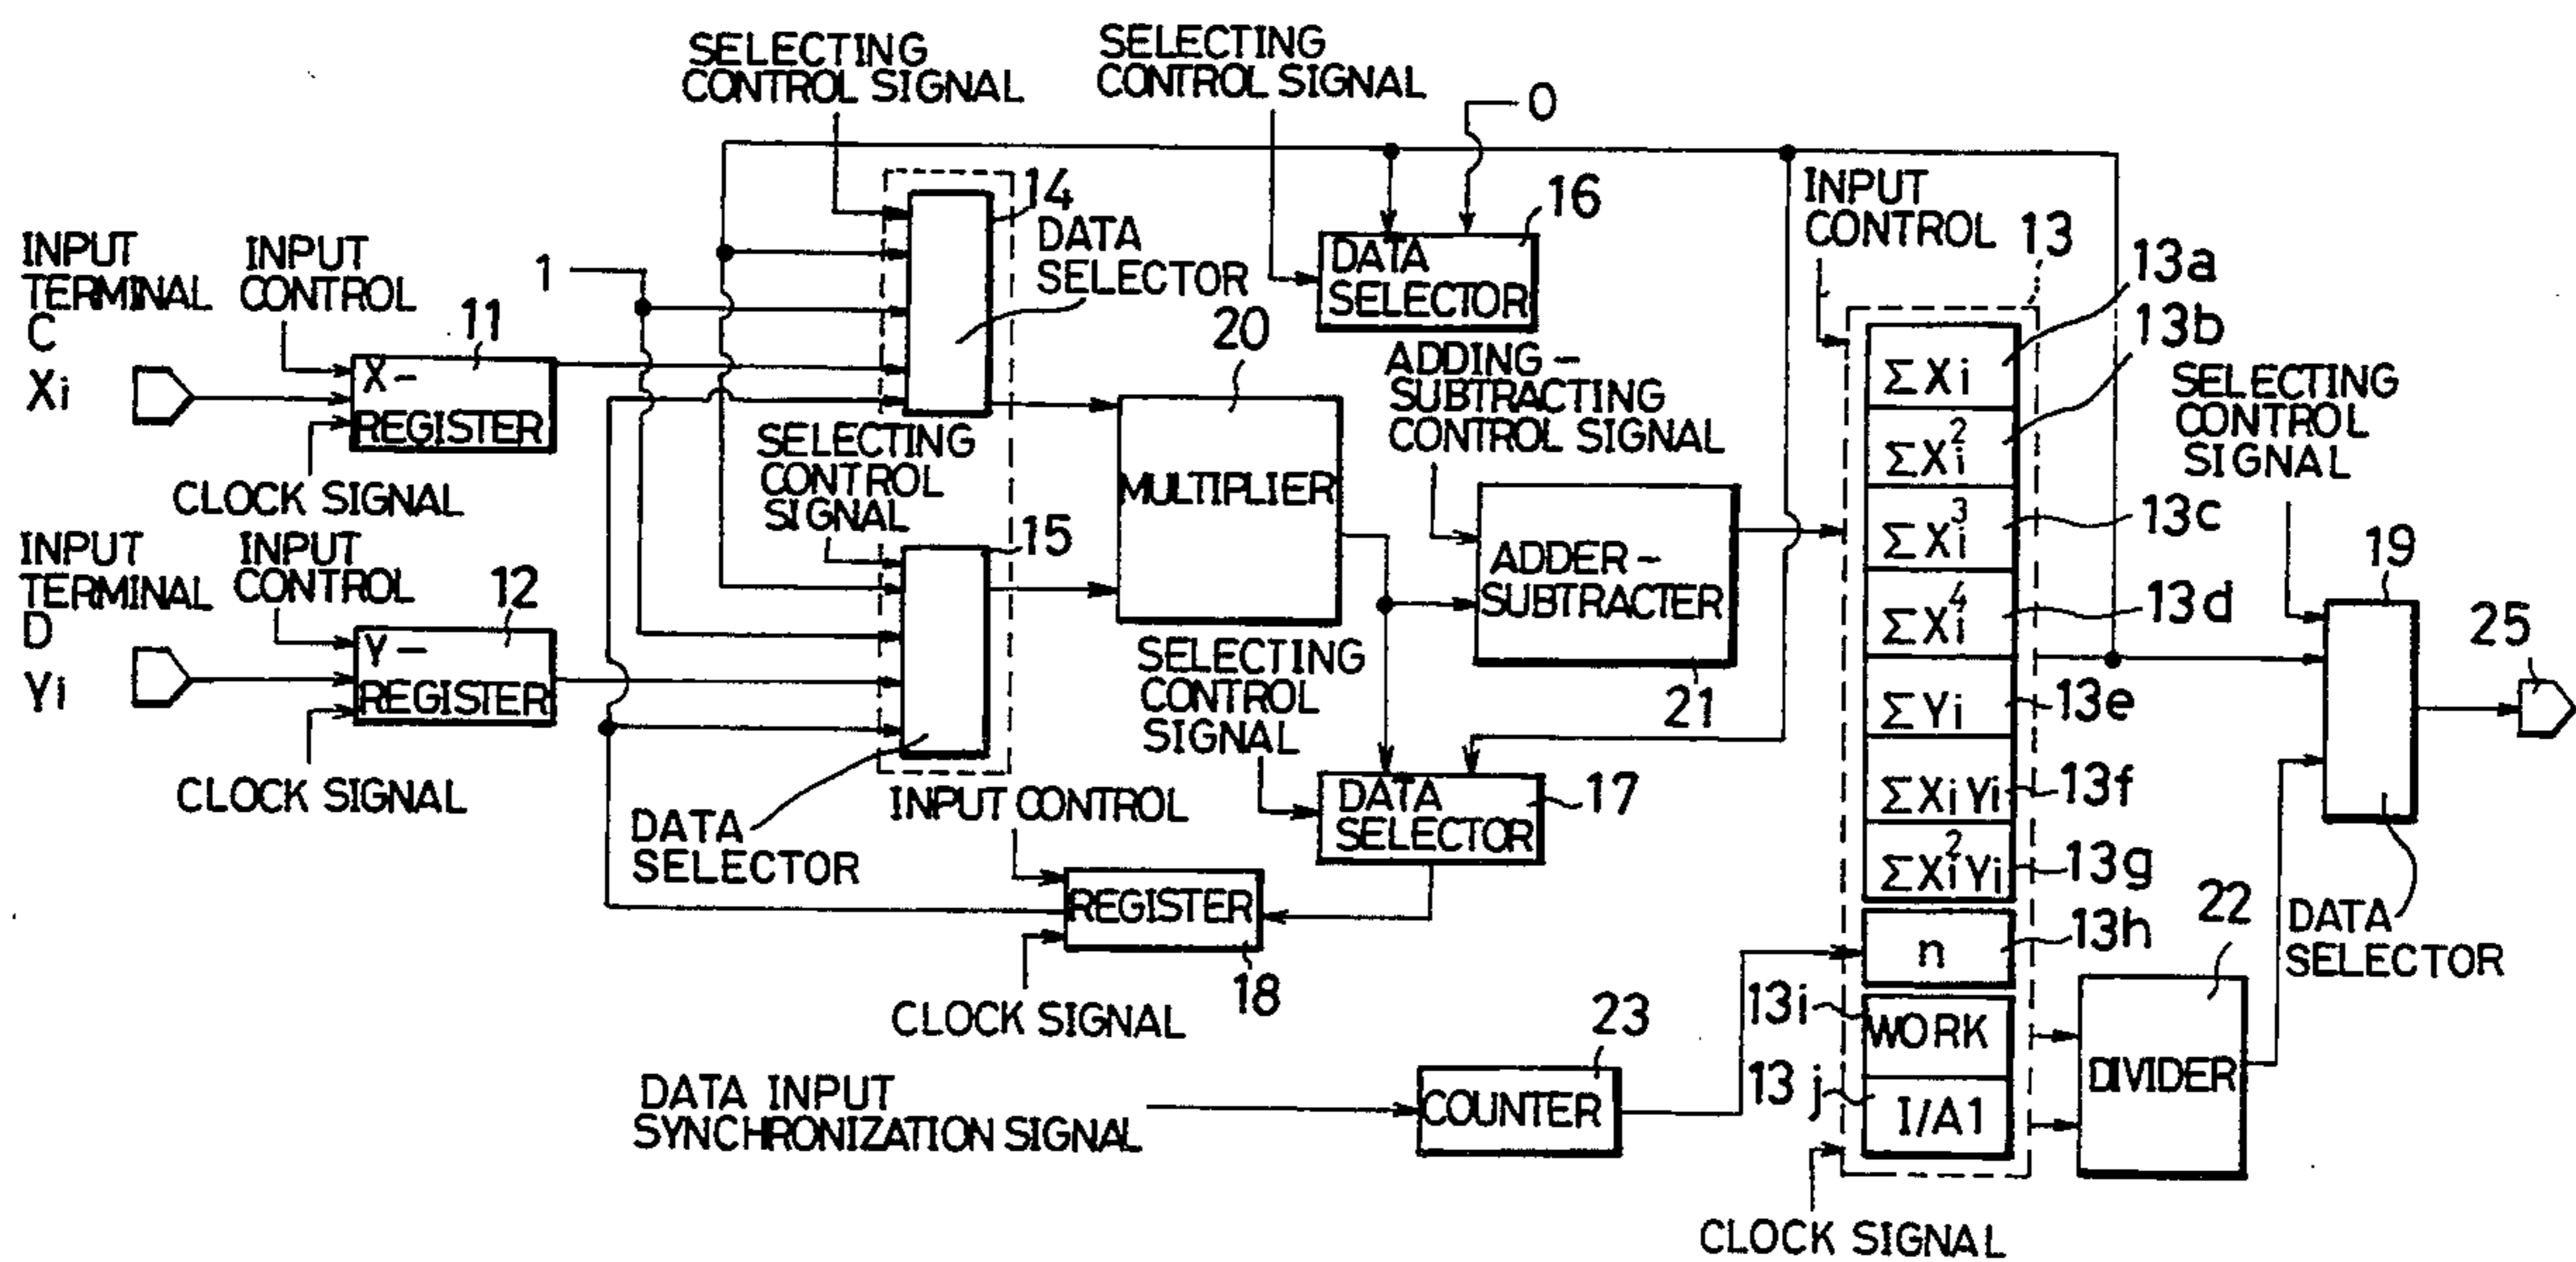 SELECTING
CONTROL SIGNAL
SELECTING
CONTROL SIGNAL
0
14
DATA
SELECTOR
16
DATA
SELECTOR
INPUT
CONTROL
13
13a
13b
INPUT
TERMINAL
C
Xi
INPUT
CONTROL
1
11
X-
REGISTER
CLOCK SIGNAL
20
MULTIPLIER
ADDING-
SUBTRACTING
CONTROL SIGNAL
SELECTING
CONTROL
SIGNAL
ΣXi
ΣXi²
ΣXi³
13c
ΣXi⁴
13d
ΣYi
13e
ΣXiYi
13f
ΣXi²Yi
13g
n
13h
13i
WORK
13j
I/A1
SELECTING
CONTROL
SIGNAL
19
25
INPUT
TERMINAL
D
Yi
INPUT
CONTROL
12
Y-
REGISTER
CLOCK SIGNAL
15
DATA
SELECTOR
ADDER-
SUBTRACTER
21
SELECTING
CONTROL
SIGNAL
DATA
SELECTOR
17
INPUT CONTROL
REGISTER
18
CLOCK SIGNAL
DATA
SELECTOR
22
DIVIDER
DATA INPUT
SYNCHRONIZATION SIGNAL
23
COUNTER
CLOCK SIGNAL